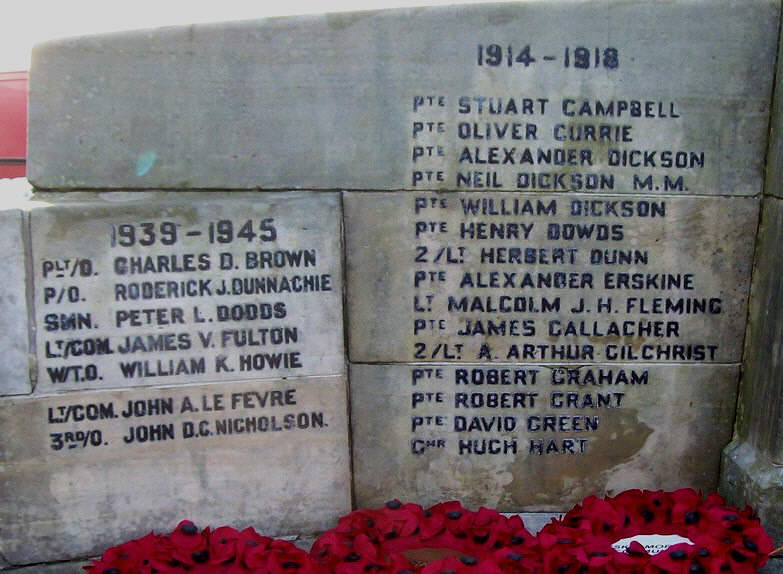 1914 - 1918
PTE STUART CAMPBELL
PTE OLIVER CURRIE
PTE ALEXANDER DICKSON
PTE NEIL DICKSON M.M.
PTE WILLIAM DICKSON
PTE HENRY DOWDS
2/LT HERBERT DUNN
PTE ALEXANDER ERSKINE
LT MALCOLM J.H. FLEMING
PTE JAMES GALLACHER
2/LT A. ARTHUR GILCHRIST
PTE ROBERT GRAHAM
PTE ROBERT GRANT
PTE DAVID GREEN
GNR HUGH HART
1939 - 1945
PLT/O. CHARLES D. BROWN
P/O. RODERICK J. DUNNACHIE
SMN. PETER L. DODDS
LT/COM. JAMES V. FULTON
W/T.O. WILLIAM K. HOWIE
LT/COM. JOHN A. LE FEVRE
3RD/O. JOHN D.C. NICHOLSON.